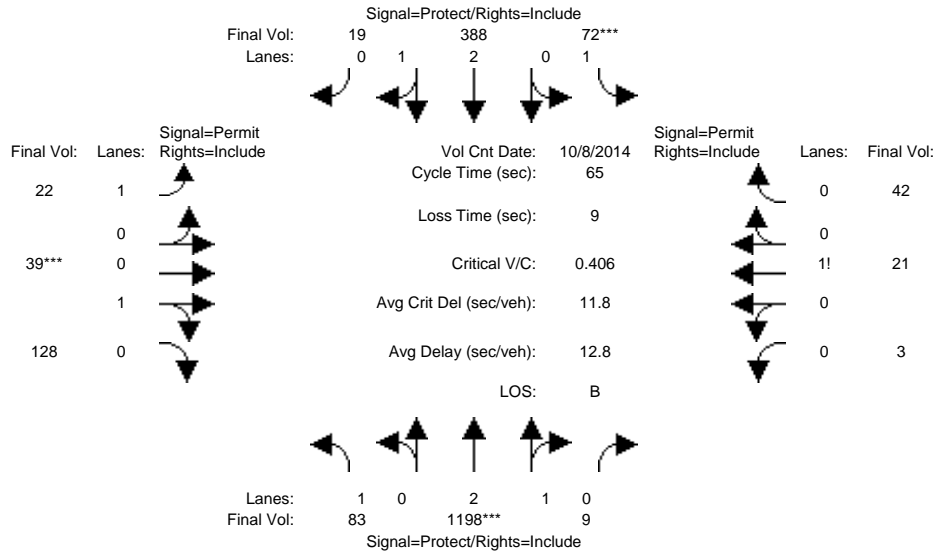 Signal=Protect/Rights=Include
Final Vol: 19 388 72***
Lanes: 0 1 2 0 1
Signal=Permit Signal=Permit
Final Vol: Lanes: Rights=Include Vol Cnt Date: 10/8/2014 Rights=Include Lanes: Final Vol:
Cycle Time (sec): 65
22 1 0 42
Loss Time (sec): 9
0 0
39*** 0 Critical V/C: 0.406 1! 21
1 Avg Crit Del (sec/veh): 11.8 0
128 0 Avg Delay (sec/veh): 12.8 0 3
LOS: B
Lanes: 1 0 2 1 0
Final Vol: 83 1198*** 9
Signal=Protect/Rights=Include